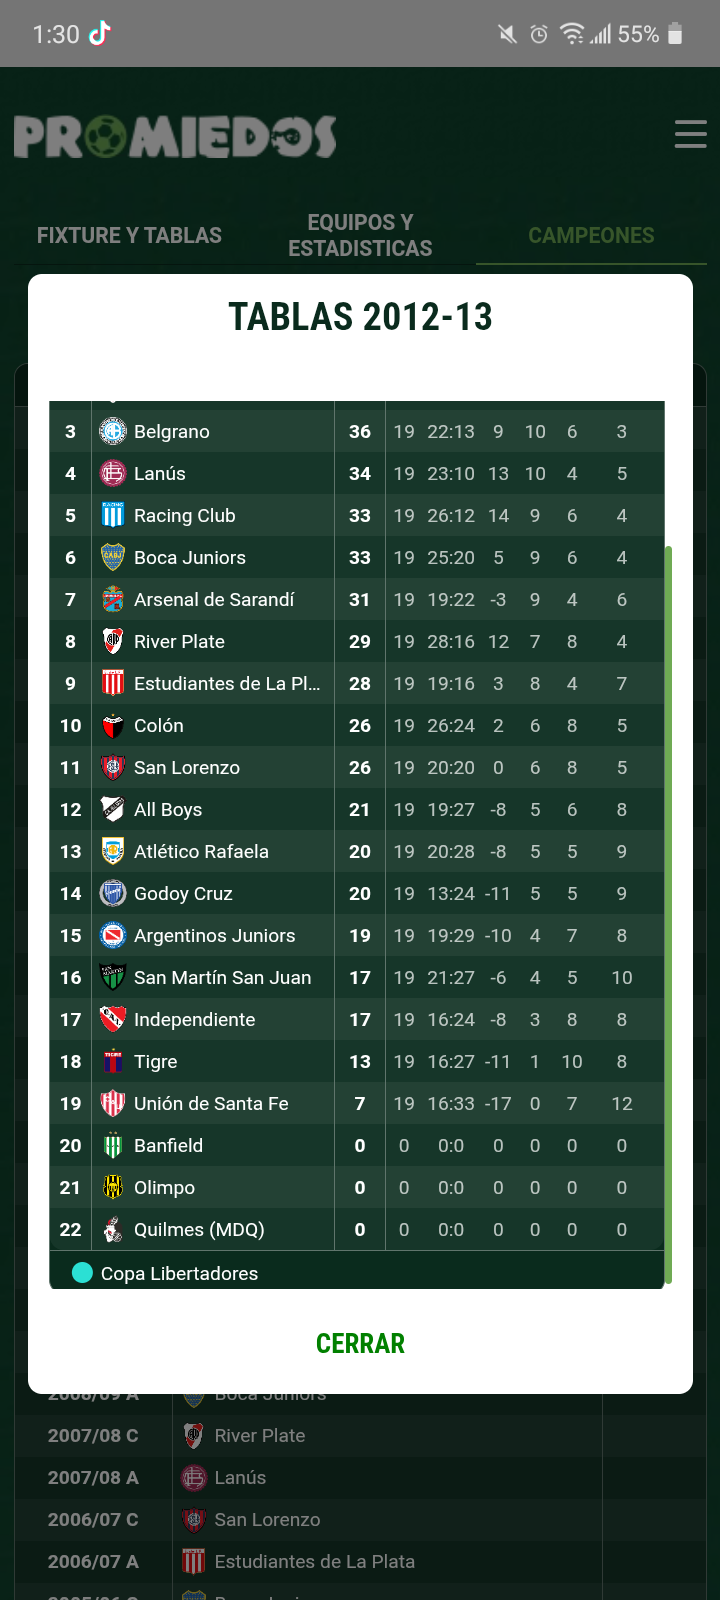 1:30 55%
PROMIEDOS
FIXTURE Y TABLAS EQUIPOS Y ESTADISTICAS CAMPEONES
TABLAS 2012-13
3 Belgrano 36 19 22:13 9 10 6 3
4 Lanús 34 19 23:10 13 10 4 5
5 Racing Club 33 19 26:12 14 9 6 4
6 Boca Juniors 33 19 25:20 5 9 6 4
7 Arsenal de Sarandí 31 19 19:22 -3 9 4 6
8 River Plate 29 19 28:16 12 7 8 4
9 Estudiantes de La Pl... 28 19 19:16 3 8 4 7
10 Colón 26 19 26:24 2 6 8 5
11 San Lorenzo 26 19 20:20 0 6 8 5
12 All Boys 21 19 19:27 -8 5 6 8
13 Atlético Rafaela 20 19 20:28 -8 5 5 9
14 Godoy Cruz 20 19 13:24 -11 5 5 9
15 Argentinos Juniors 19 19 19:29 -10 4 7 8
16 San Martín San Juan 17 19 21:27 -6 4 5 10
17 Independiente 17 19 16:24 -8 3 8 8
18 Tigre 13 19 16:27 -11 1 10 8
19 Unión de Santa Fe 7 19 16:33 -17 0 7 12
20 Banfield 0 0 0:0 0 0 0 0
21 Olimpo 0 0 0:0 0 0 0 0
22 Quilmes (MDQ) 0 0 0:0 0 0 0 0
Copa Libertadores
CERRAR
2008/09 A Boca Juniors
2007/08 C River Plate
2007/08 A Lanús
2006/07 C San Lorenzo
2006/07 A Estudiantes de La Plata